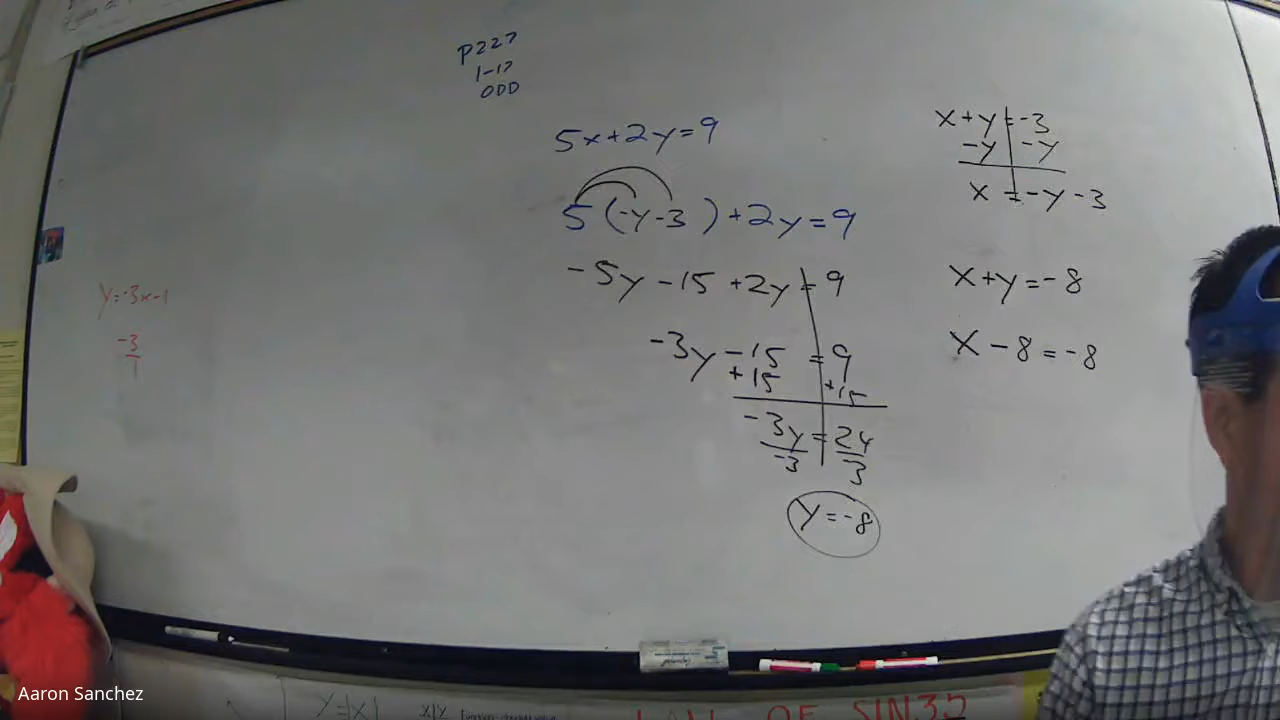 P227
1-17
ODD
5x+2y=9
5(-y-3)+2y=9
-5y-15+2y=9
-3y-15=9
+15 +15
-3y=24
-3 -3
y=-8
x+y=-3
-y -y
x=-y-3
x+y=-8
x-8=-8
y=-3x-1
-3
1
Aaron Sanchez